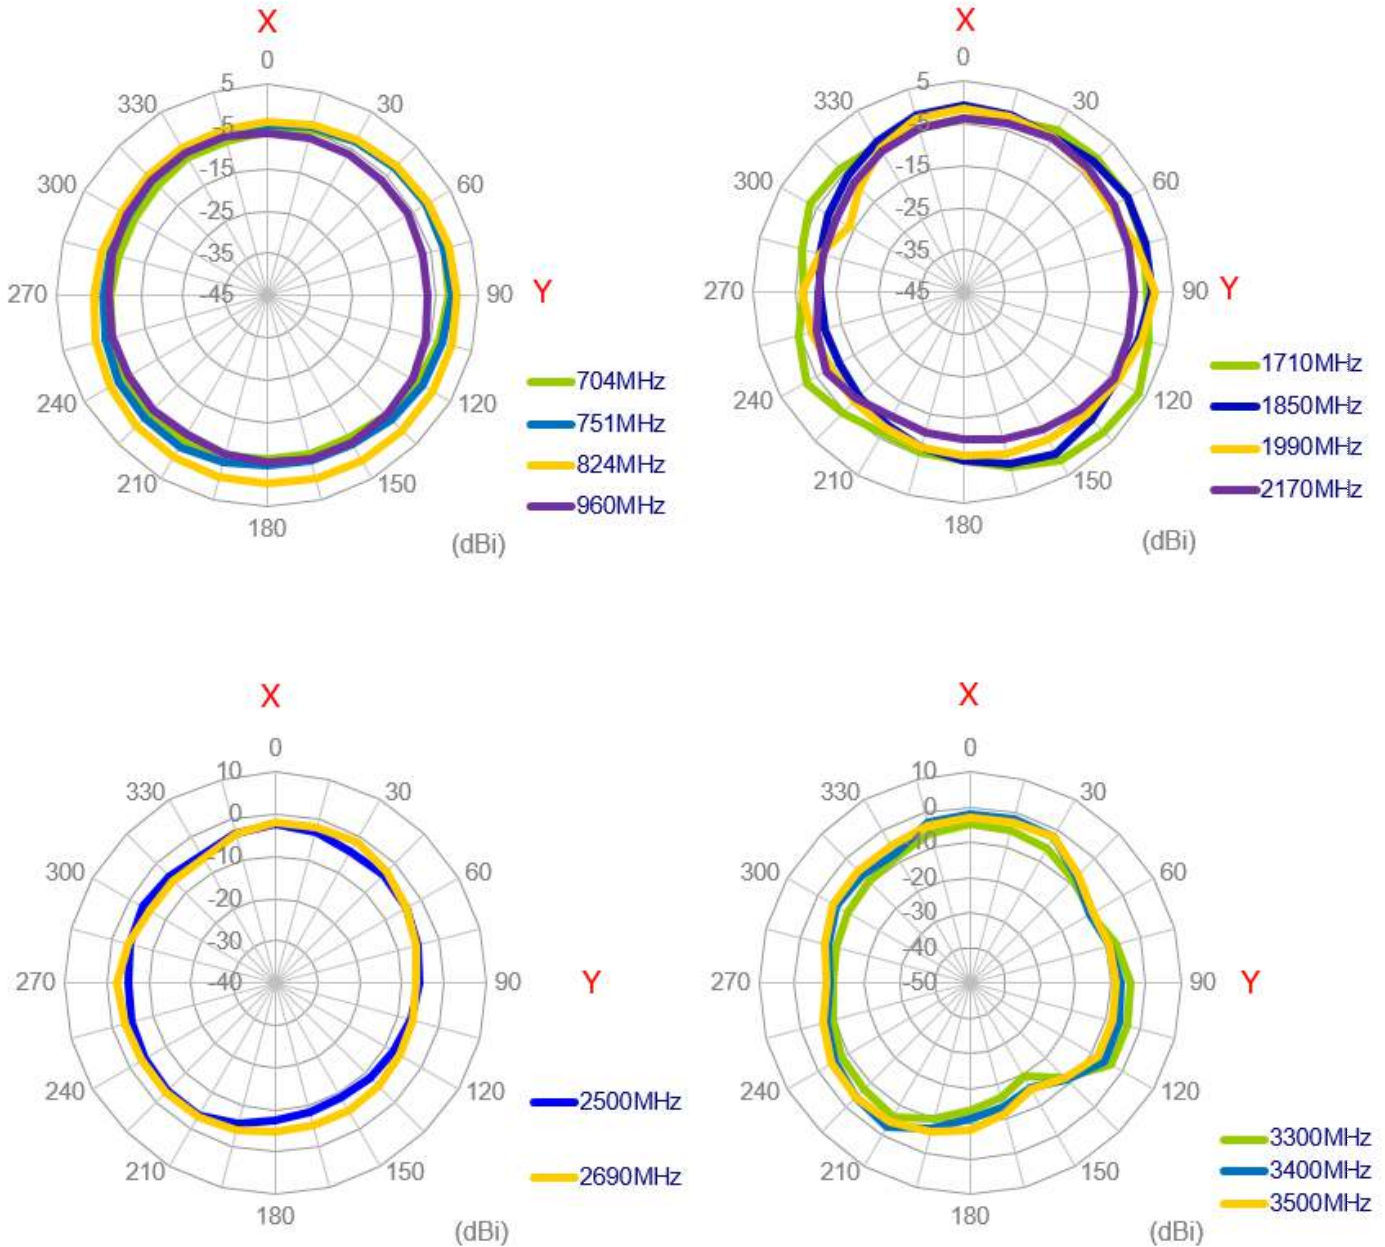 X
0
5
330
30
-5
-15
300
60
-25
-35
270
-45
90
Y
704MHz
240
120
751MHz
824MHz
210
150
960MHz
180
(dBi)
X
0
5
330
30
-5
-15
300
60
-25
-35
270
-45
90
Y
1710MHz
240
120
1850MHz
1990MHz
210
150
2170MHz
180
(dBi)
X
0
10
330
30
0
-10
300
60
-20
-30
270
-40
90
Y
240
120
2500MHz
210
150
2690MHz
180
(dBi)
X
0
10
330
30
0
-10
300
60
-20
-30
-40
270
-50
90
Y
240
120
3300MHz
210
150
3400MHz
3500MHz
180
(dBi)